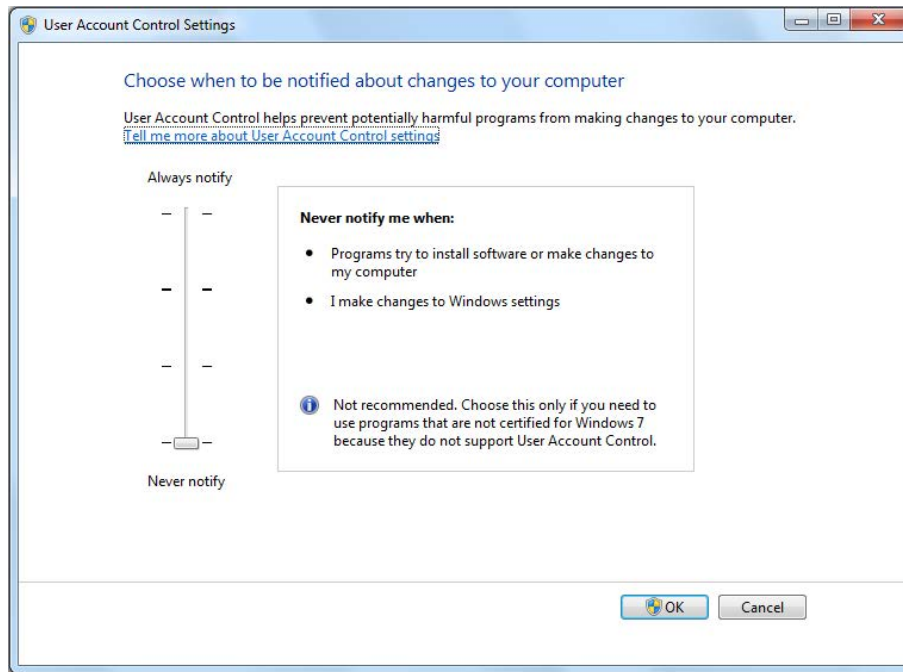 User Account Control Settings
Choose when to be notified about changes to your computer
User Account Control helps prevent potentially harmful programs from making changes to your computer.
Tell me more about User Account Control settings
Always notify
Never notify me when:
Programs try to install software or make changes to
my computer
I make changes to Windows settings
Not recommended. Choose this only if you need to
use programs that are not certified for Windows 7
because they do not support User Account Control.
Never notify
OK
Cancel